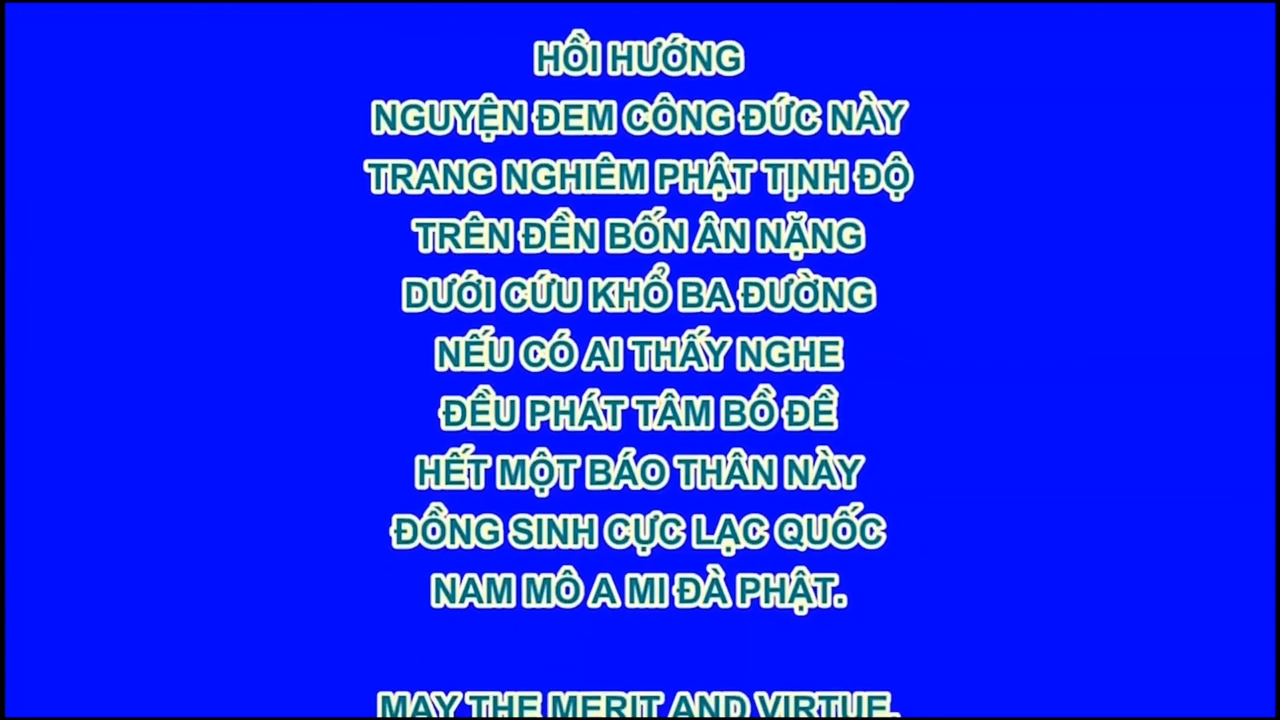 HỒI HƯỚNG
NGUYỆN ĐEM CÔNG ĐỨC NÀY
TRANG NGHIÊM PHẬT TỊNH ĐỘ
TRÊN ĐỀN BỐN ÂN NẶNG
DƯỚI CỨU KHỔ BA ĐƯỜNG
NẾU CÓ AI THẤY NGHE
ĐỀU PHÁT TÂM BỒ ĐỀ
HẾT MỘT BÁO THÂN NÀY
ĐỒNG SINH CỰC LẠC QUỐC
NAM MÔ A MI ĐÀ PHẬT.
MAY THE MERIT AND VIRTUE,